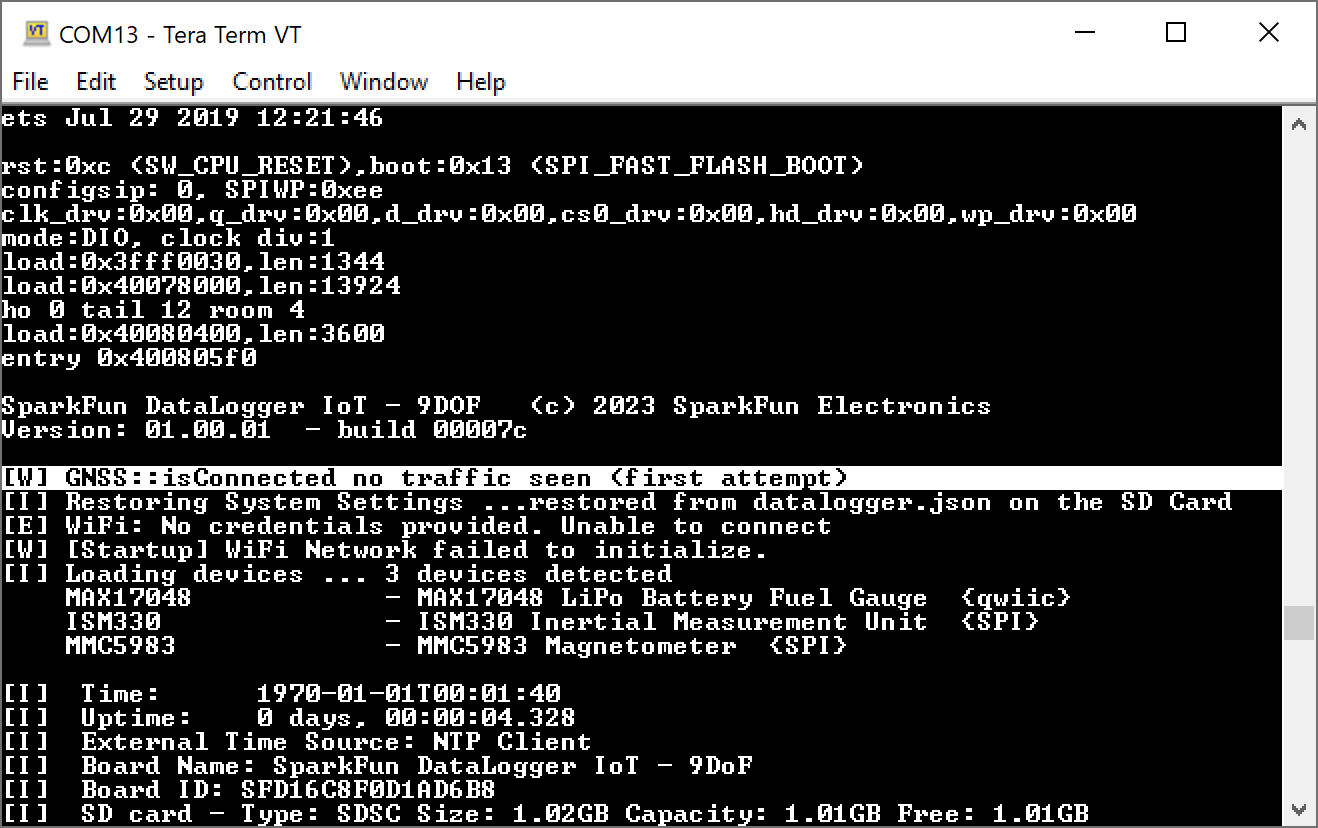 COM13 - Tera Term VT
File Edit Setup Control Window Help
ets Jul 29 2019 12:21:46
rst:0xc (SW_CPU_RESET),boot:0x13 (SPI_FAST_FLASH_BOOT)
configsip: 0, SPIWP:0xee
clk_drv:0x00,q_drv:0x00,d_drv:0x00,cs0_drv:0x00,hd_drv:0x00,wp_drv:0x00
mode:DIO, clock div:1
load:0x3fff0030,len:1344
load:0x40078000,len:13924
ho 0 tail 12 room 4
load:0x40080400,len:3600
entry 0x400805f0
SparkFun DataLogger IoT - 9DOF   (c) 2023 SparkFun Electronics
Version: 01.00.01  - build 00007c
[W] GNSS::isConnected no traffic seen (first attempt)
[I] Restoring System Settings ...restored from datalogger.json on the SD Card
[E] WiFi: No credentials provided. Unable to connect
[W] [Startup] WiFi Network failed to initialize.
[I] Loading devices ... 3 devices detected
    MAX17048            - MAX17048 LiPo Battery Fuel Gauge  {qwiic}
    ISM330              - ISM330 Inertial Measurement Unit  {SPI}
    MMC5983             - MMC5983 Magnetometer  {SPI}
[I]  Time:      1970-01-01T00:01:40
[I]  Uptime:    0 days, 00:00:04.328
[I]  External Time Source: NTP Client
[I]  Board Name: SparkFun DataLogger IoT - 9DoF
[I]  Board ID: SFD16C8F0D1AD6B8
[I]  SD card - Type: SDSC Size: 1.02GB Capacity: 1.01GB Free: 1.01GB